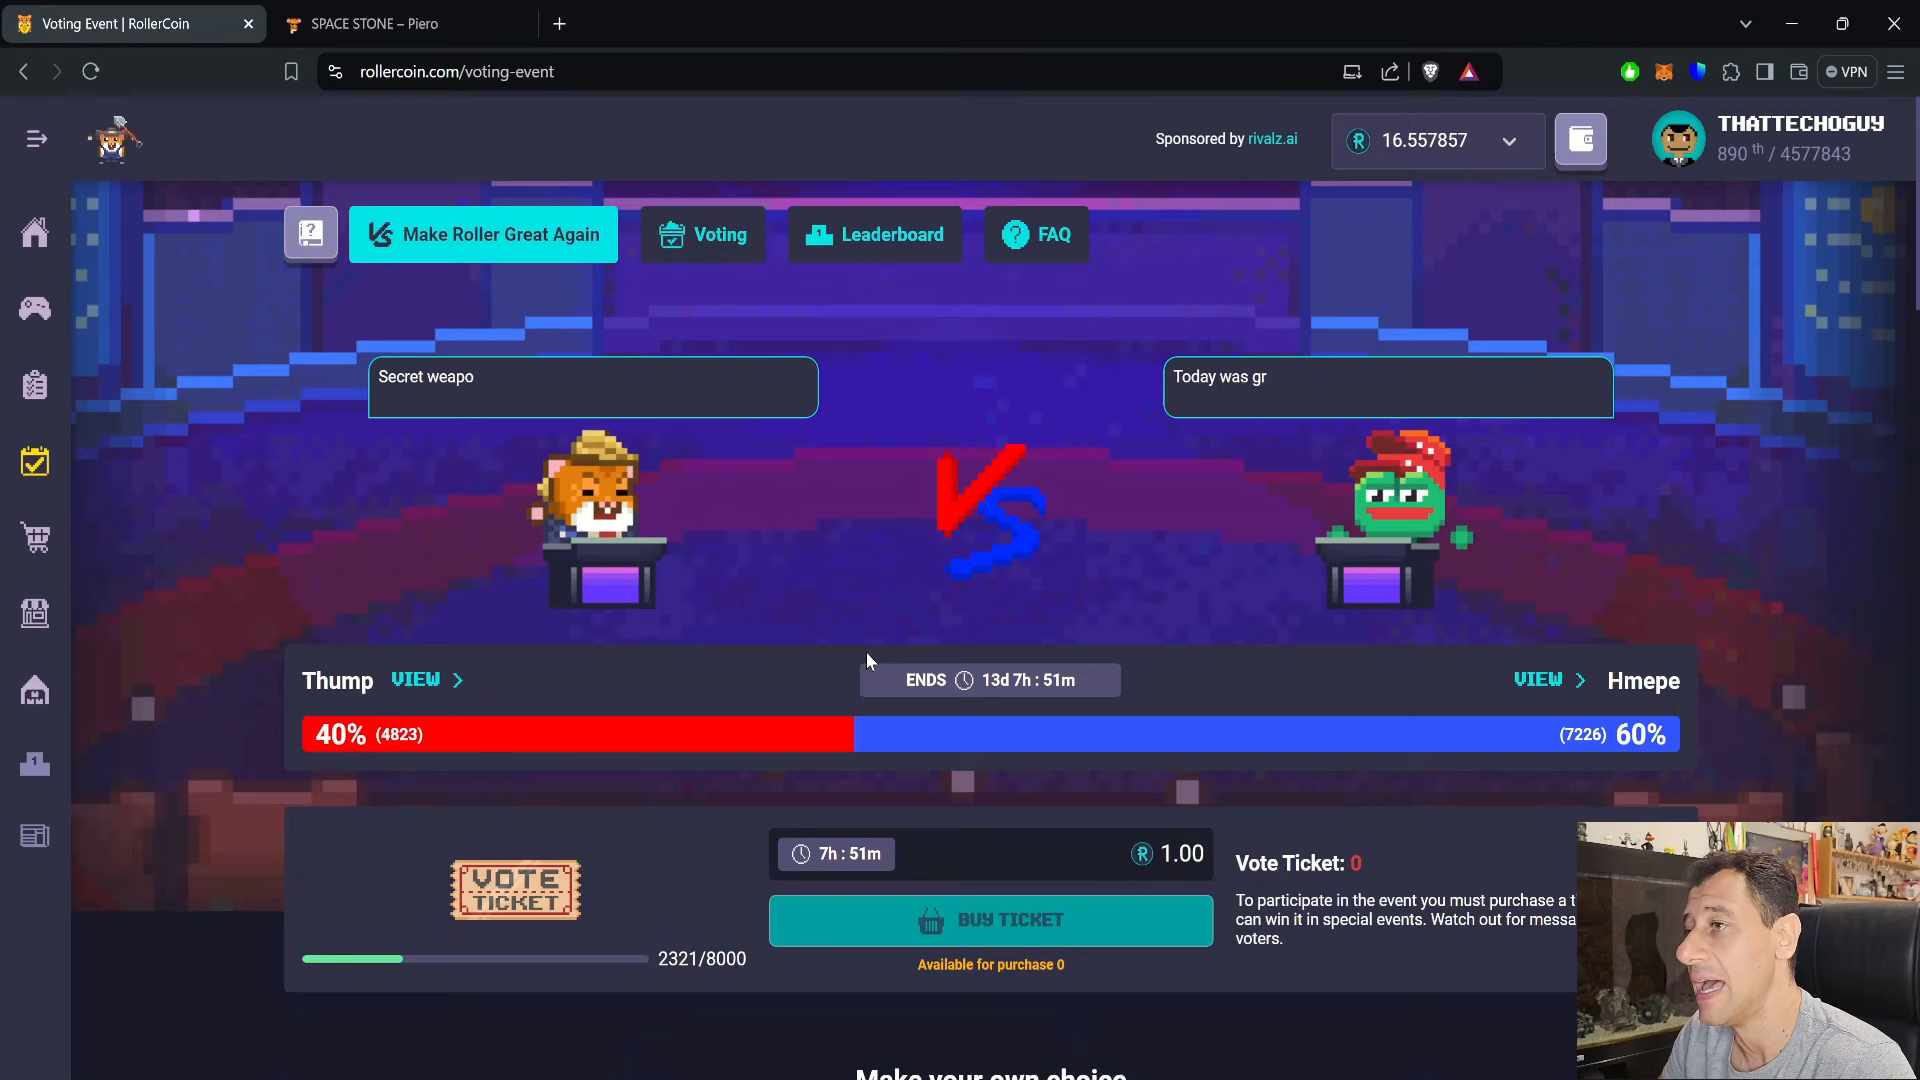 Voting Event | RollerCoin
SPACE STONE – Piero
rollercoin.com/voting-event
VPN
Sponsored by rivalz.ai
16.557857
THATTECHOGUY
890 th / 4577843
Make Roller Great Again
Voting
Leaderboard
FAQ
Secret weapo
Today was gr
VS
Thump VIEW >
ENDS 13d 7h : 51m
VIEW > Hmepe
40% (4823)
(7226) 60%
VOTE TICKET
2321/8000
7h : 51m
1.00
BUY TICKET
Available for purchase 0
Vote Ticket: 0
To participate in the event you must purchase a
can win it in special events. Watch out for
voters.
Make your own choice